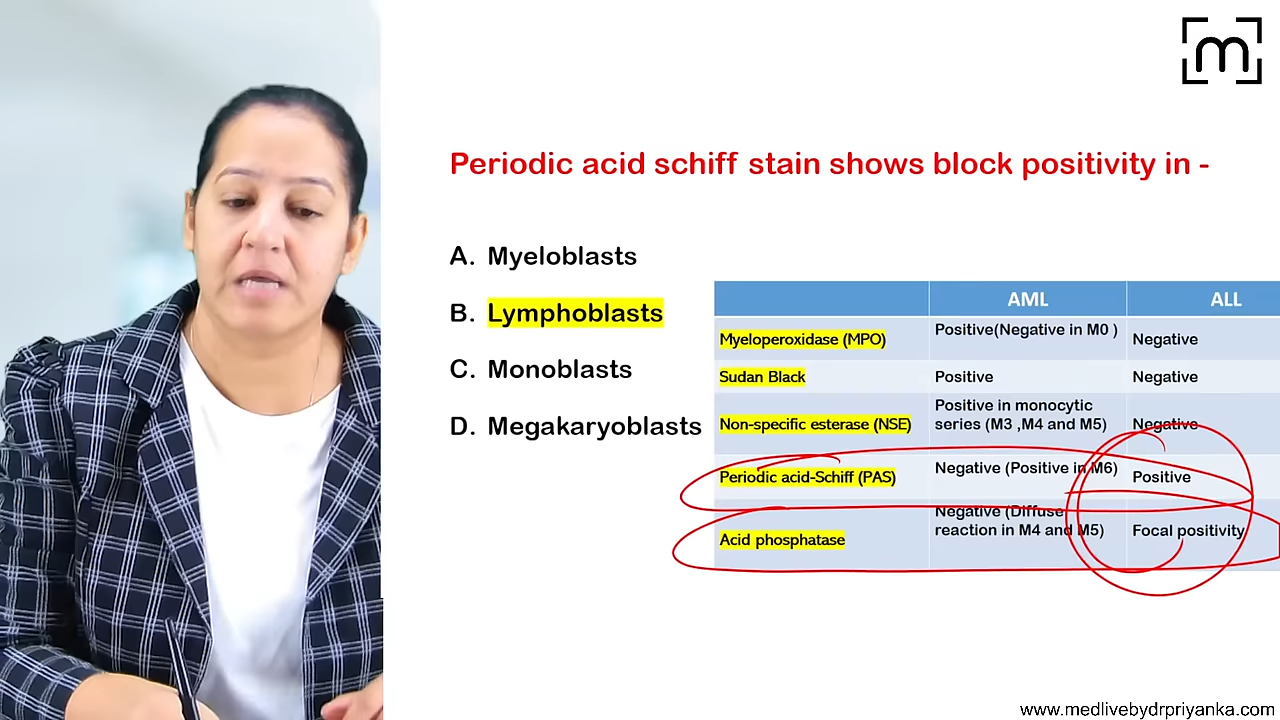 m
Periodic acid schiff stain shows block positivity in -
A. Myeloblasts
B. Lymphoblasts
C. Monoblasts
D. Megakaryoblasts
AML ALL
Myeloperoxidase (MPO) Positive(Negative in M0 ) Negative
Sudan Black Positive Negative
Non-specific esterase (NSE) Positive in monocytic
series (M3 ,M4 and M5) Negative
Periodic acid-Schiff (PAS) Negative (Positive in M6) Positive
Acid phosphatase Negative (Diffuse
reaction in M4 and M5) Focal positivity
www.medlivebydrpriyanka.com